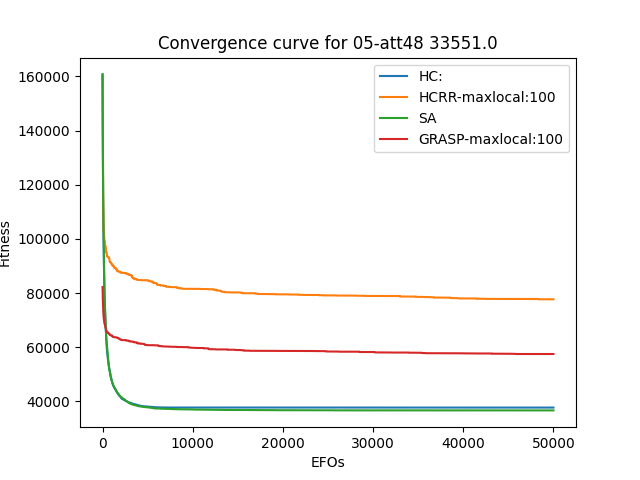 Convergence curve for 05-att48 33551.0
HC:
HCRR-maxlocal:100
SA
GRASP-maxlocal:100
160000
140000
120000
100000
80000
60000
40000
Fitness
0 10000 20000 30000 40000 50000
EFOs